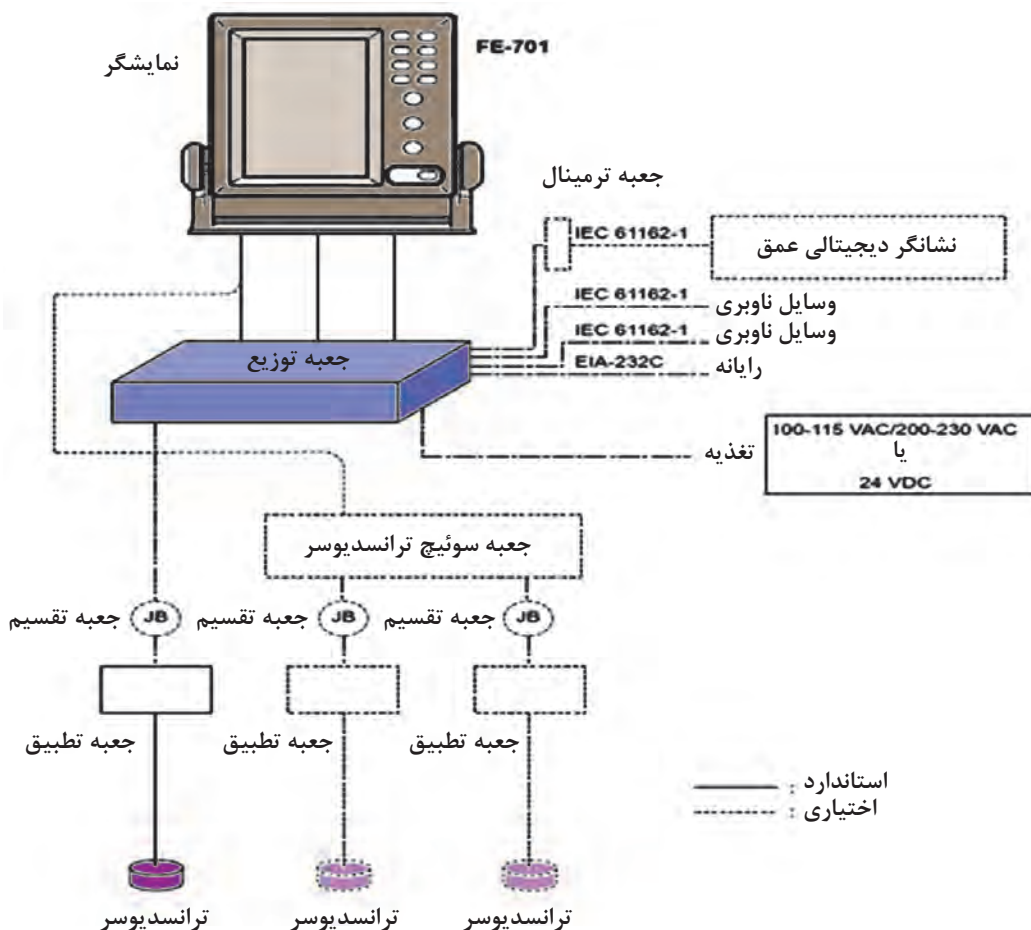 FE-701
نمایشگر
جعبه ترمینال
IEC 61162-1
نشانگر دیجیتالی عمق
IEC 61162-1
وسایل ناوبری
IEC 61162-1
وسایل ناوبری
EIA-232C
رایانه
جعبه توزیع
تغذیه
100-115 VAC/200-230 VAC
یا
24 VDC
جعبه سوئیچ ترانسدیوسر
جعبه تقسیم
JB
جعبه تقسیم
JB
جعبه تقسیم
JB
جعبه تطبیق
جعبه تطبیق
جعبه تطبیق
استاندارد :
اختیاری :
ترانسدیوسر
ترانسدیوسر
ترانسدیوسر